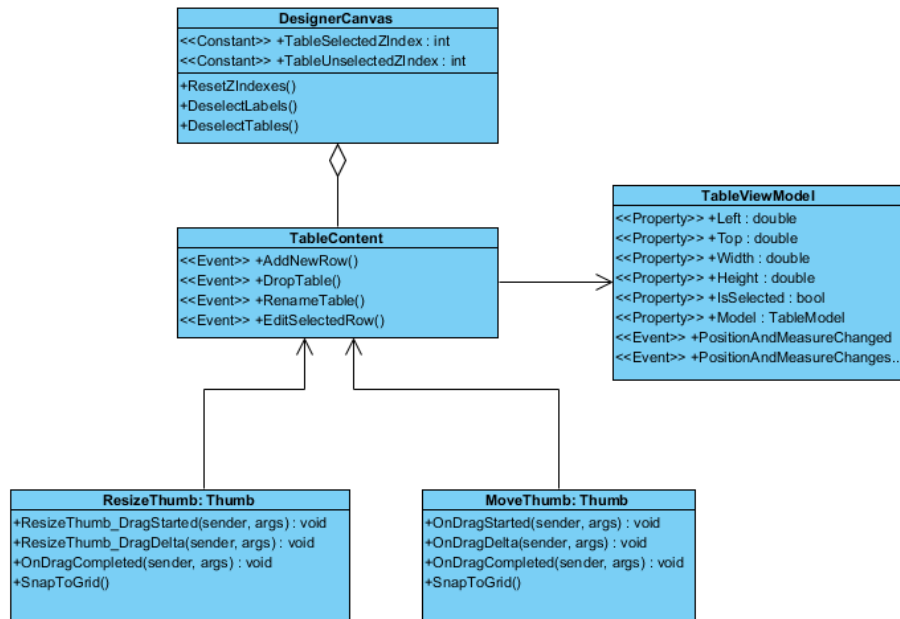 DesignerCanvas
<<Constant>> +TableSelectedZIndex : int
<<Constant>> +TableUnselectedZIndex : int
+ResetZIndexes()
+DeselectLabels()
+DeselectTables()
TableViewModel
<<Property>> +Left : double
<<Property>> +Top : double
<<Property>> +Width : double
<<Property>> +Height : double
<<Property>> +IsSelected : bool
<<Property>> +Model : TableModel
<<Event>> +PositionAndMeasureChanged
<<Event>> +PositionAndMeasureChanges...
TableContent
<<Event>> +AddNewRow()
<<Event>> +DropTable()
<<Event>> +RenameTable()
<<Event>> +EditSelectedRow()
ResizeThumb: Thumb
+ResizeThumb_DragStarted(sender, args) : void
+ResizeThumb_DragDelta(sender, args) : void
+OnDragCompleted(sender, args) : void
+SnapToGrid()
MoveThumb: Thumb
+OnDragStarted(sender, args) : void
+OnDragDelta(sender, args) : void
+OnDragCompleted(sender, args) : void
+SnapToGrid()